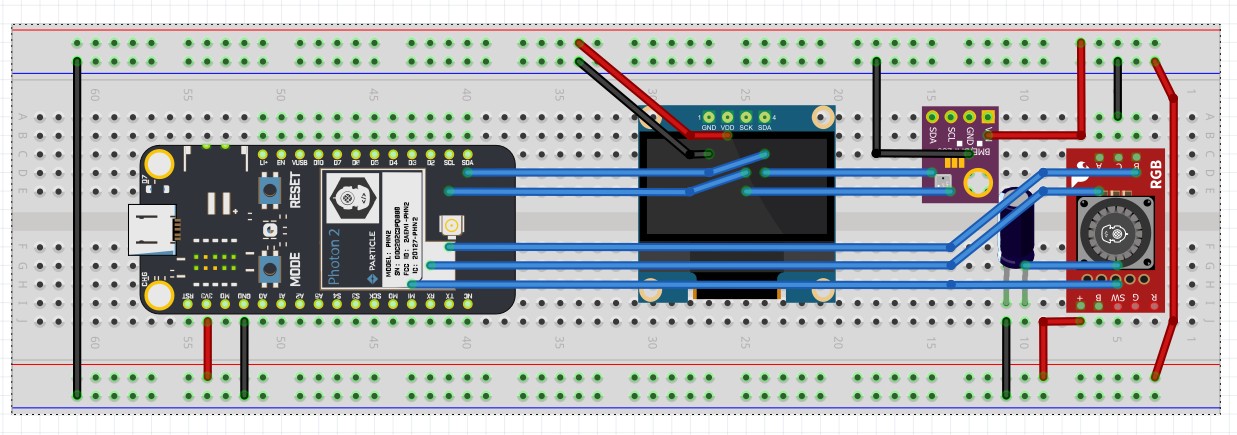 60 55 50 45 40 35 30 25 20 15 10 5 1
A
B
C
D
E
F
G
H
I
J
L+ EN VUSB D10 D7 D6 D5 D4 D3 D2 SCL SDA
RESET
MODE
CHG
Photon 2
PARTICLE
MODEL: PHN2
FCC ID: 2AEMI-PHN2
IC: 20127-PHN2
RST 3V3 MD GND A0 A1 A2 A5 S4 S3 SCK MO MI RX TX NC
1 GND VDD SCK SDA 4
SDA SCL GND
RGB
A C B
+ B SW G R
60 55 50 45 40 35 30 25 20 15 10 5 1
A
B
C
D
E
F
G
H
I
J